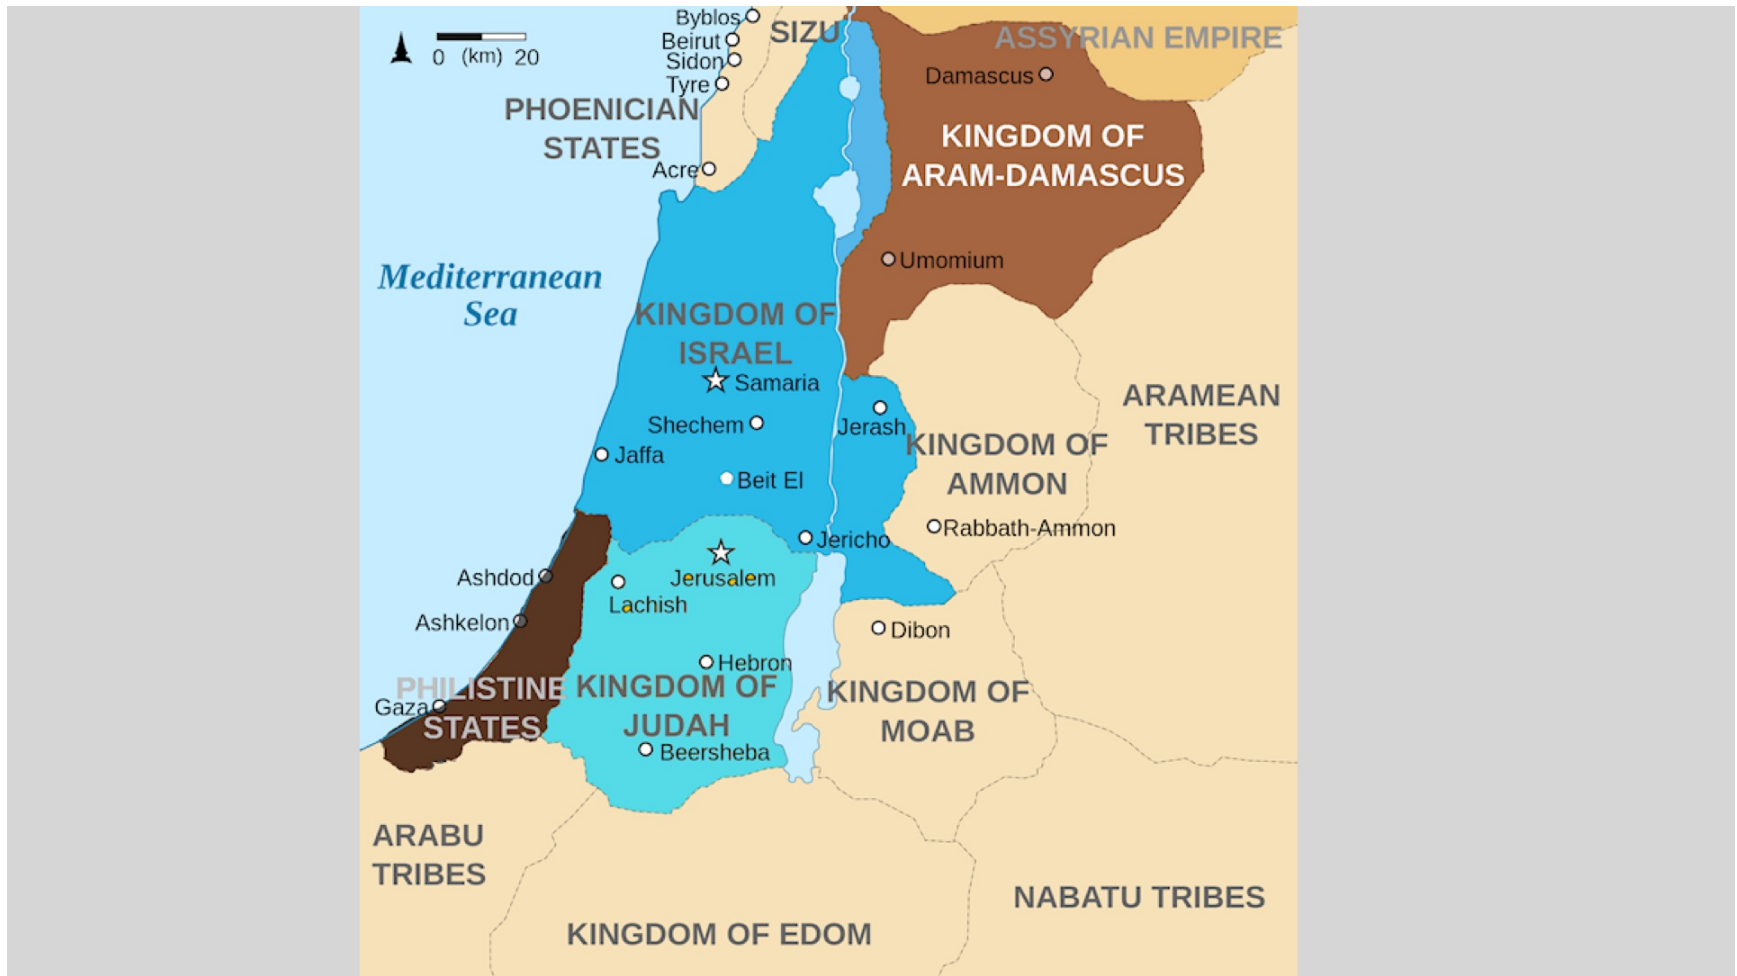 Byblos
SIZU
ASSYRIAN EMPIRE
Beirut
0 (km) 20
Sidon
Damascus
Tyre
PHOENICIAN
STATES
KINGDOM OF
ARAM-DAMASCUS
Acre
Umomium
Mediterranean
Sea
KINGDOM OF
ISRAEL
Samaria
ARAMEAN
TRIBES
Shechem
Jerash
Jaffa
KINGDOM OF
AMMON
Beit El
Rabbath-Ammon
Jericho
Ashdod
Jerusalem
Lachish
Ashkelon
Dibon
Hebron
PHILISTINE
STATES
Gaza
KINGDOM OF
JUDAH
KINGDOM OF
MOAB
Beersheba
ARABU
TRIBES
NABATU TRIBES
KINGDOM OF EDOM